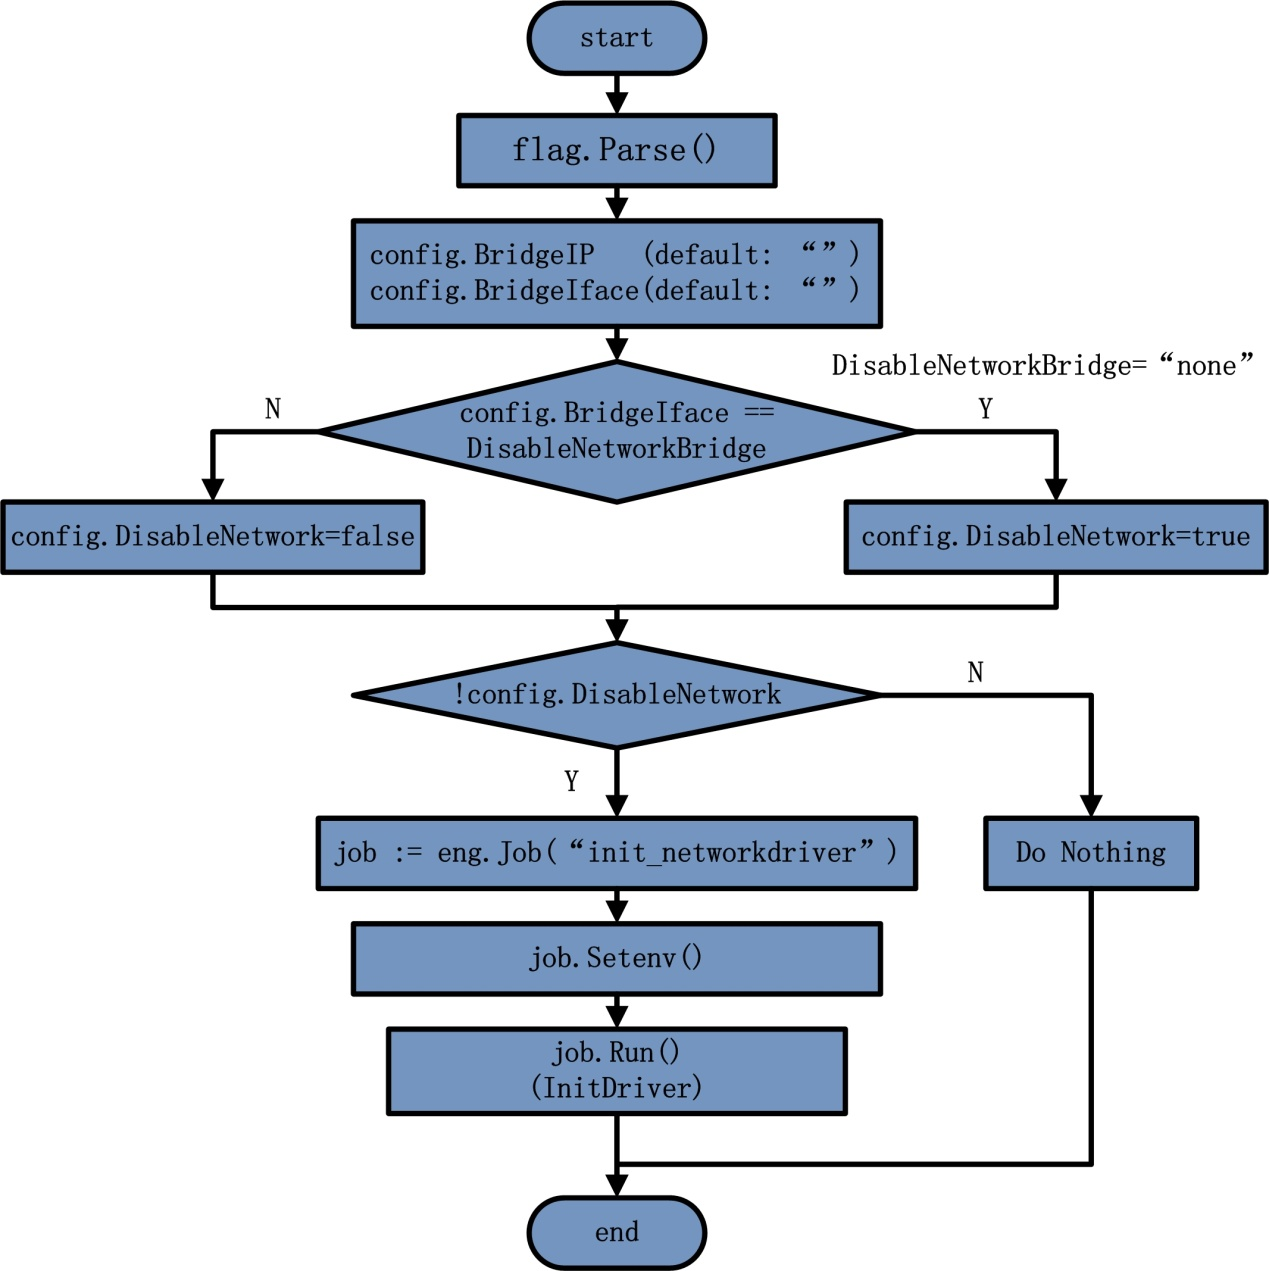 start
flag.Parse()
config.BridgeIP   (default: “”)
config.BridgeIface(default: “”)
DisableNetworkBridge=“none”
N
config.BridgeIface ==
DisableNetworkBridge
Y
config.DisableNetwork=false
config.DisableNetwork=true
!config.DisableNetwork
N
Y
job := eng.Job(“init_networkdriver”)
Do Nothing
job.Setenv()
job.Run()
(InitDriver)
end